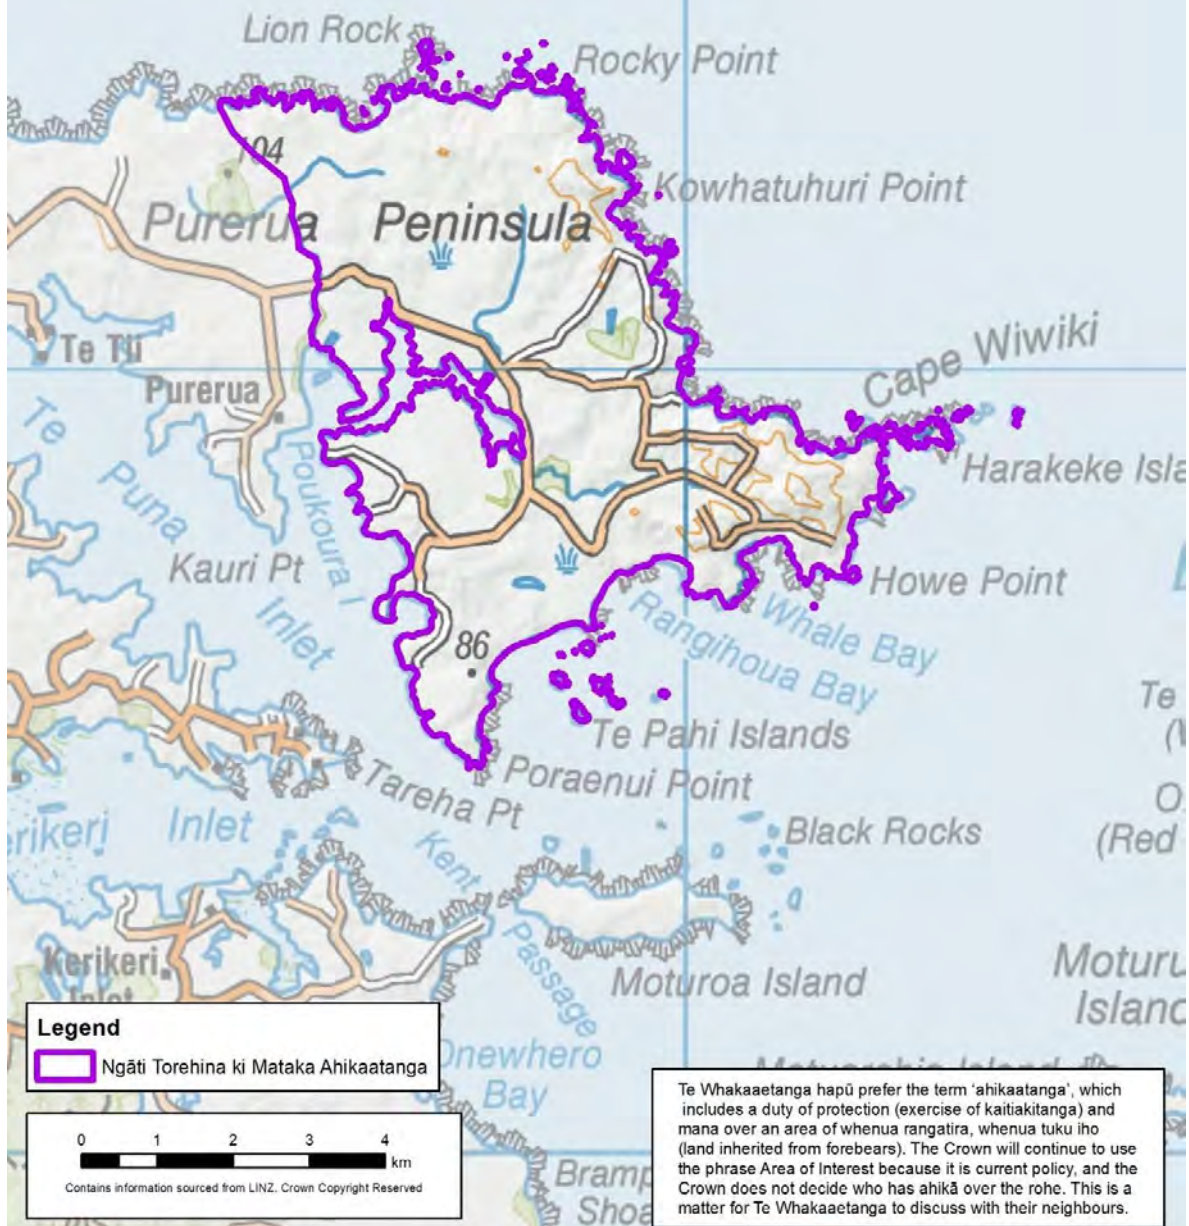 Lion Rock
Rocky Point
104
Kowhatuhuri Point
Purerua Peninsula
Cape Wiwiki
Te Tii
Purerua
Harakeke Isla
Te Puna Inlet
Poukoura I
Kauri Pt
Howe Point
Whale Bay
Rangihoua Bay
86
Te
(
Te Pahi Islands
Poraenui Point
Tareha Pt
O
(Red
Black Rocks
erikeri Inlet
Kent Passage
Kerikeri
Inlet
Moturoa Island
Moturu
Island
Legend
Ngāti Torehina ki Mataka Ahikaatanga
Onewhero
Bay
0 1 2 3 4
km
Contains information sourced from LINZ. Crown Copyright Reserved
Bramp
Shoa
Te Whakaaetanga hapū prefer the term ‘ahikaatanga’, which
includes a duty of protection (exercise of kaitiakitanga) and
mana over an area of whenua rangatira, whenua tuku iho
(land inherited from forebears). The Crown will continue to use
the phrase Area of Interest because it is current policy, and the
Crown does not decide who has ahikā over the rohe. This is a
matter for Te Whakaaetanga to discuss with their neighbours.